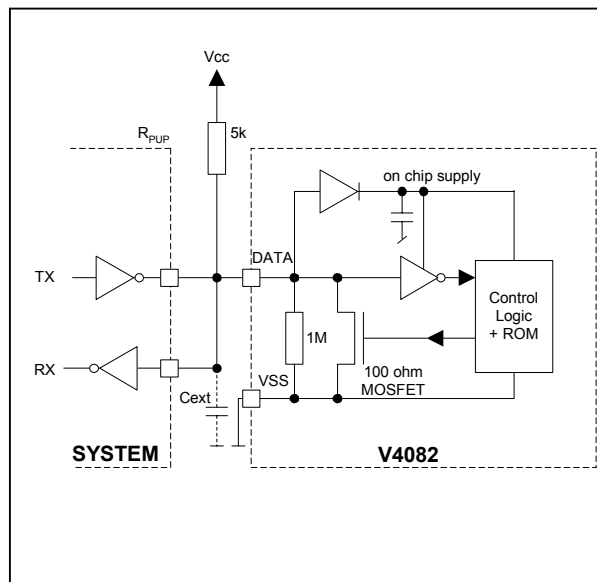 Vcc
R_PUP
5k
on chip supply
DATA
TX
Control
Logic
+ ROM
1M
RX
VSS
100 ohm
MOSFET
Cext
SYSTEM
V4082